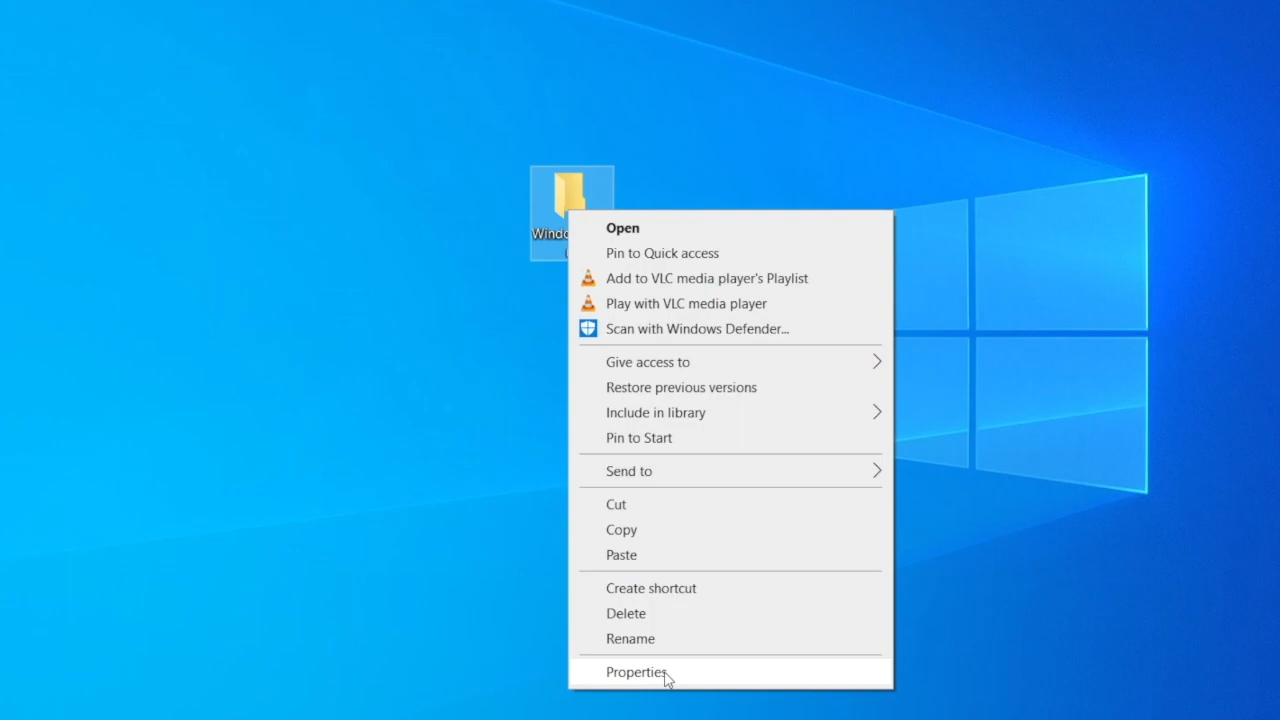 Open
Pin to Quick access
Add to VLC media player's Playlist
Play with VLC media player
Scan with Windows Defender...
Give access to
Restore previous versions
Include in library
Pin to Start
Send to
Cut
Copy
Paste
Create shortcut
Delete
Rename
Properties